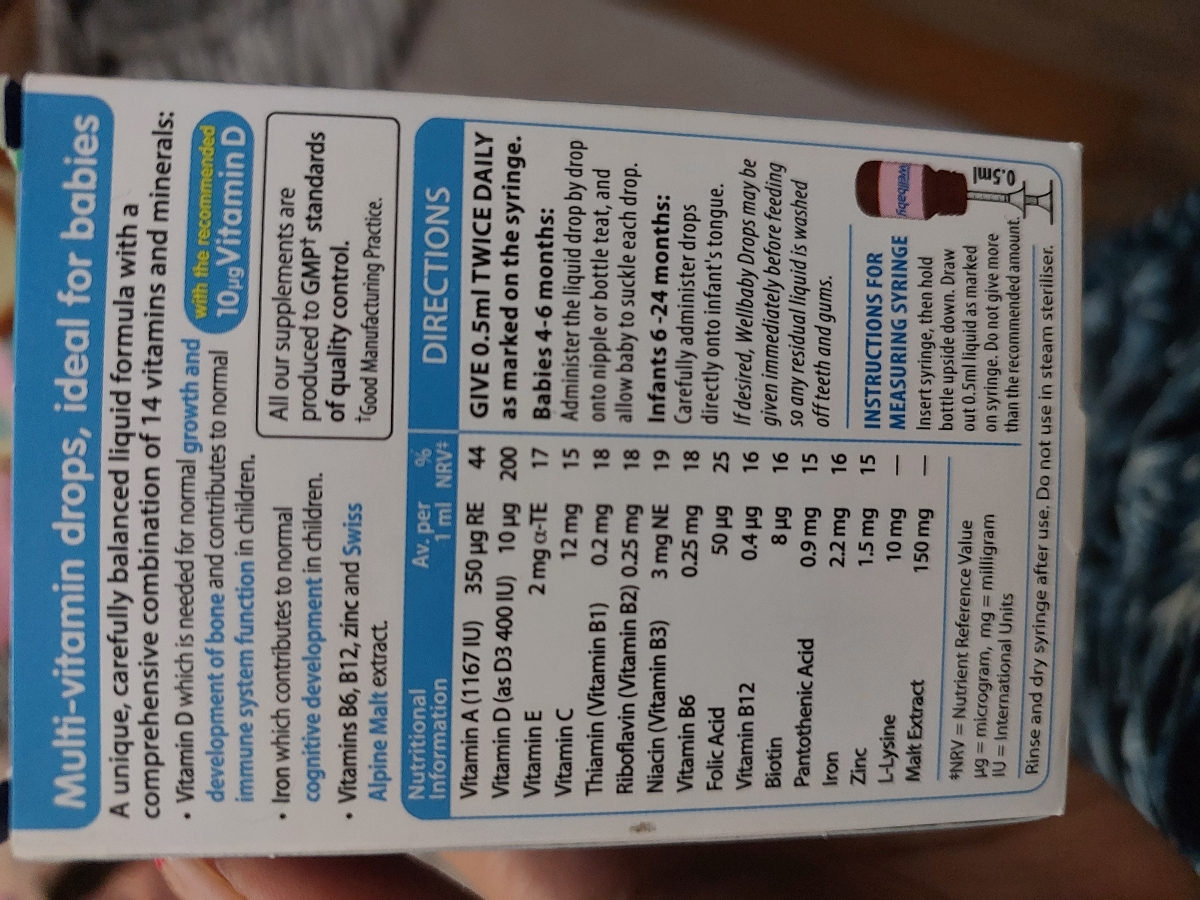 Multi-vitamin drops, ideal for babies
A unique, carefully balanced liquid formula with a
comprehensive combination of 14 vitamins and minerals:
• Vitamin D which is needed for normal growth and
development of bone and contributes to normal
immune system function in children.
with the recommended
10µg Vitamin D
• Iron which contributes to normal
cognitive development in children.
• Vitamins B6, B12, zinc and Swiss
Alpine Malt extract.
All our supplements are
produced to GMP† standards
of quality control.
†Good Manufacturing Practice.
Nutritional Information Av. per 1 ml % NRV‡
Vitamin A (1167 IU) 350 µg RE 44
Vitamin D (as D3 400 IU) 10 µg 200
Vitamin E 2 mg α-TE 17
Vitamin C 12 mg 15
Thiamin (Vitamin B1) 0.2 mg 18
Riboflavin (Vitamin B2) 0.25 mg 18
Niacin (Vitamin B3) 3 mg NE 19
Vitamin B6 0.25 mg 18
Folic Acid 50 µg 25
Vitamin B12 0.4 µg 16
Biotin 8 µg 16
Pantothenic Acid 0.9 mg 15
Iron 2.2 mg 16
Zinc 1.5 mg 15
L-Lysine 10 mg —
Malt Extract 150 mg —
‡NRV = Nutrient Reference Value
µg = microgram, mg = milligram
IU = International Units
DIRECTIONS
GIVE 0.5ml TWICE DAILY
as marked on the syringe.
Babies 4-6 months:
Administer the liquid drop by drop
onto nipple or bottle teat, and
allow baby to suckle each drop.
Infants 6 -24 months:
Carefully administer drops
directly onto infant's tongue.
If desired, Wellbaby Drops may be
given immediately before feeding
so any residual liquid is washed
off teeth and gums.
INSTRUCTIONS FOR
MEASURING SYRINGE
Insert syringe, then hold
bottle upside down. Draw
out 0.5ml liquid as marked
on syringe. Do not give more
than the recommended amount.
wellbaby
0.5ml
Rinse and dry syringe after use. Do not use in steam steriliser.